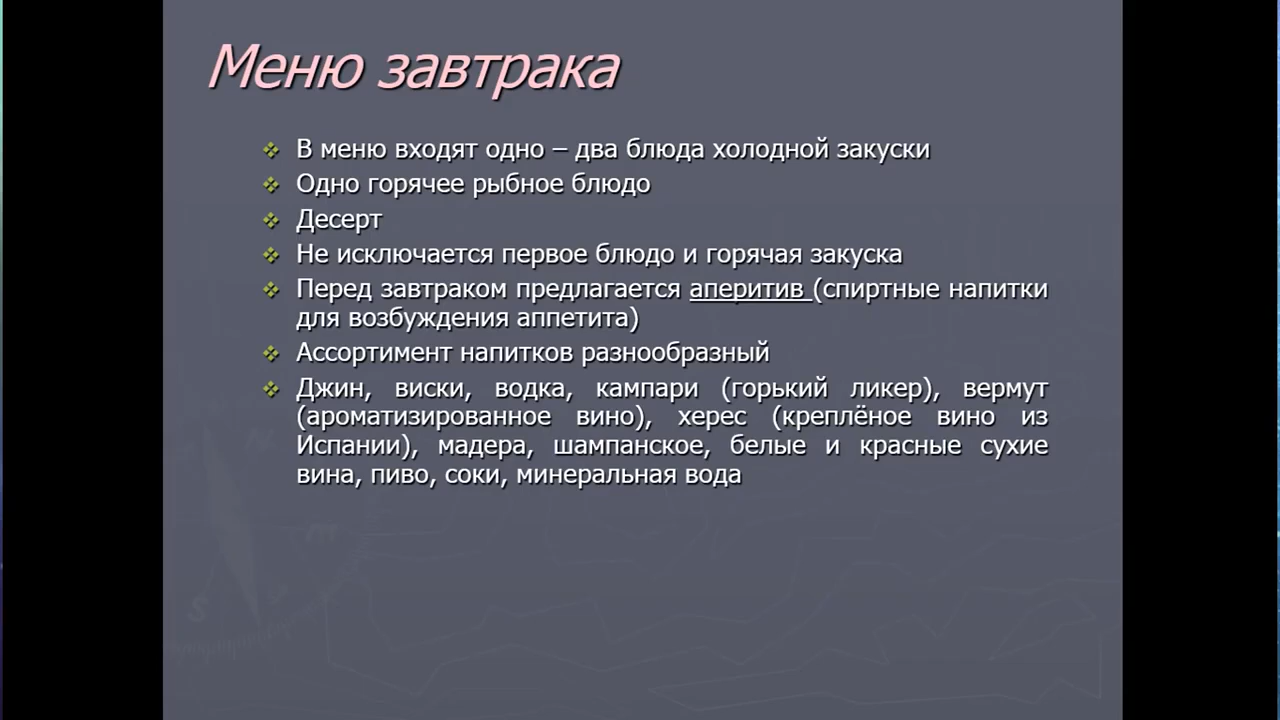 Меню завтрака
В меню входят одно – два блюда холодной закуски
Одно горячее рыбное блюдо
Десерт
Не исключается первое блюдо и горячая закуска
Перед завтраком предлагается аперитив (спиртные напитки
для возбуждения аппетита)
Ассортимент напитков разнообразный
Джин, виски, водка, кампари (горький ликер), вермут
(ароматизированное вино), херес (креплёное вино из
Испании), мадера, шампанское, белые и красные сухие
вина, пиво, соки, минеральная вода
S